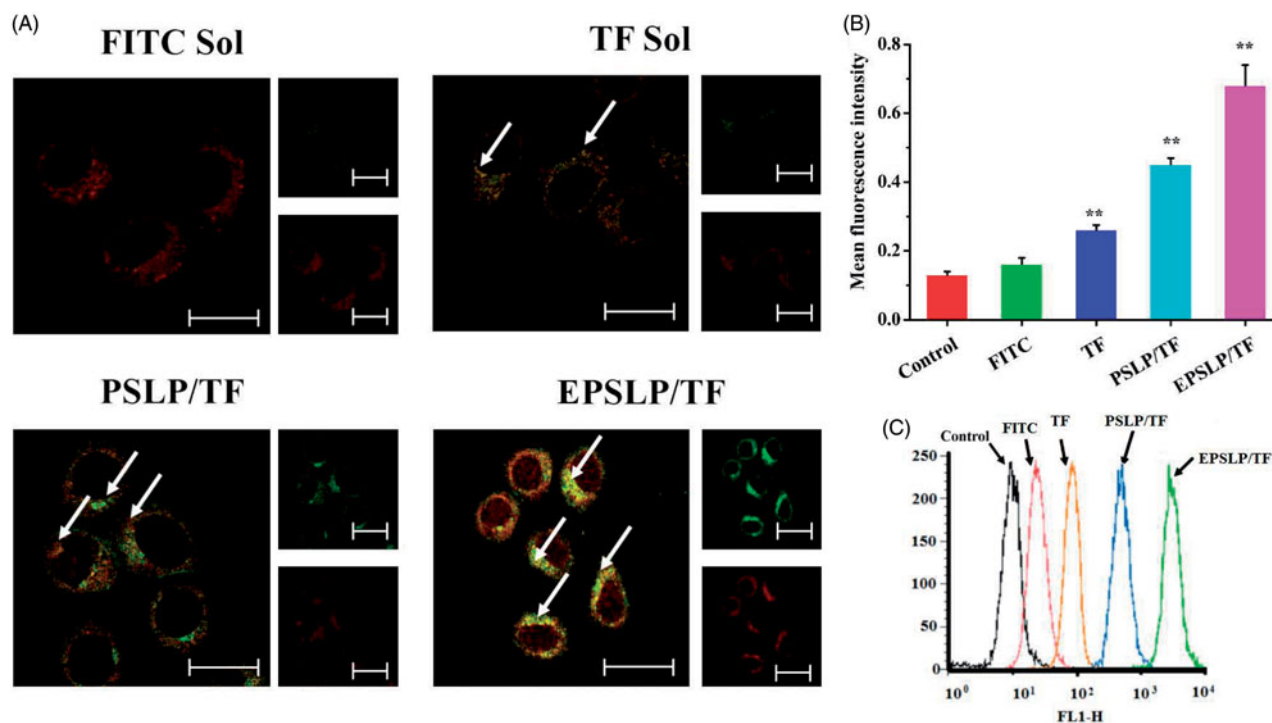 (A)
FITC Sol
TF Sol
PSLP/TF
EPSLP/TF
(B)
Mean fluorescence intensity
0.8
0.6
0.4
0.2
0.0
**
**
**
Control
FITC
TF
PSLP/TF
EPSLP/TF
(C)
Control
FITC
TF
PSLP/TF
EPSLP/TF
250
200
150
100
50
0
10⁰
10¹
10²
10³
10⁴
FL1-H